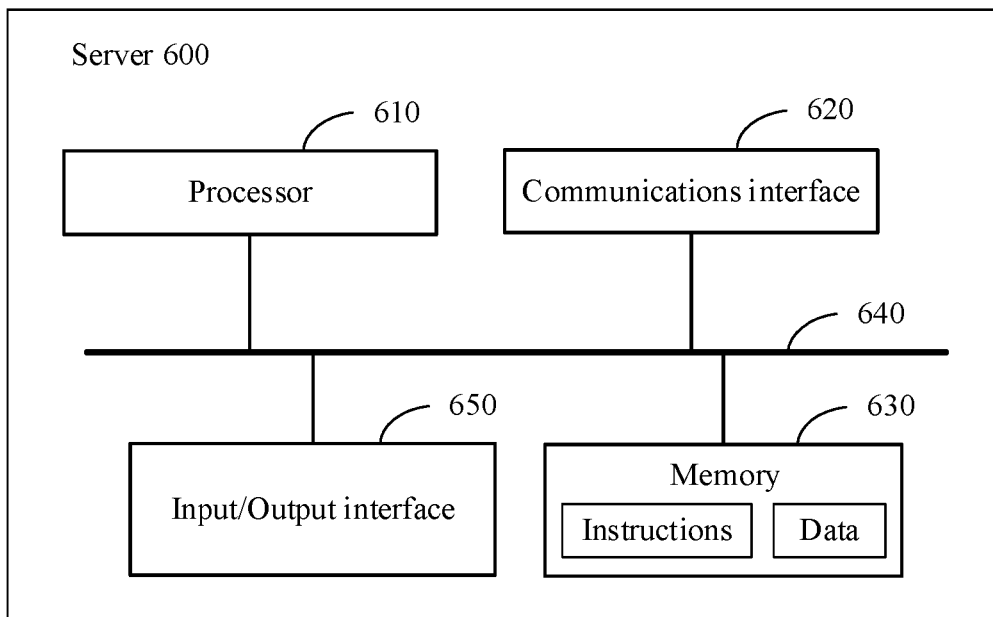 Server 600
610
620
Processor
Communications interface
640
650
630
Input/Output interface
Memory
Instructions
Data